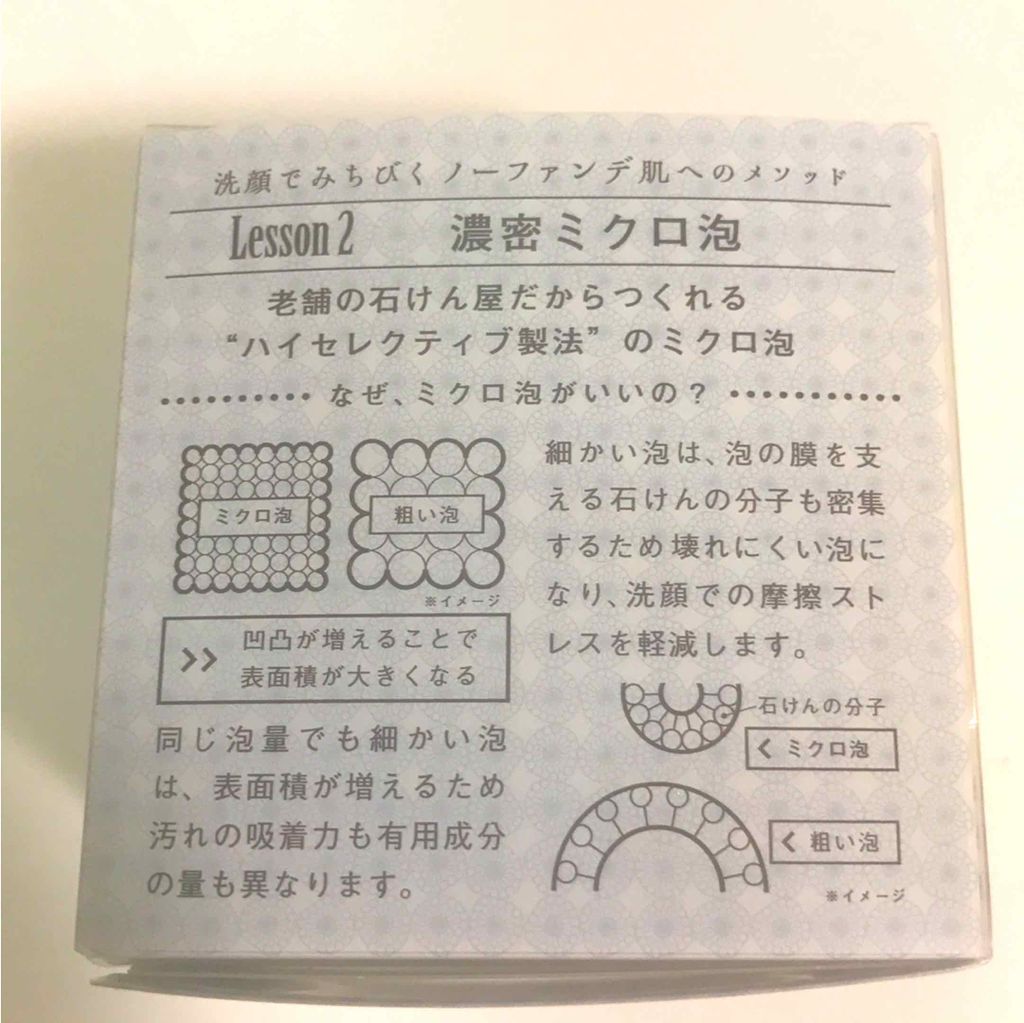 洗顔でみちびくノーファンデ肌へのメソッド
Lesson 2 濃密ミクロ泡
老舗の石けん屋だからつくれる
“ハイセレクティブ製法” のミクロ泡
なぜ、ミクロ泡がいいの？
ミクロ泡
粗い泡
※イメージ
>> 凹凸が増えることで
表面積が大きくなる
同じ泡量でも細かい泡
は、表面積が増えるため
汚れの吸着力も有用成分
の量も異なります。
細かい泡は、泡の膜を支
える石けんの分子も密集
するため壊れにくい泡に
なり、洗顔での摩擦スト
レスを軽減します。
石けんの分子
< ミクロ泡
< 粗い泡
※イメージ